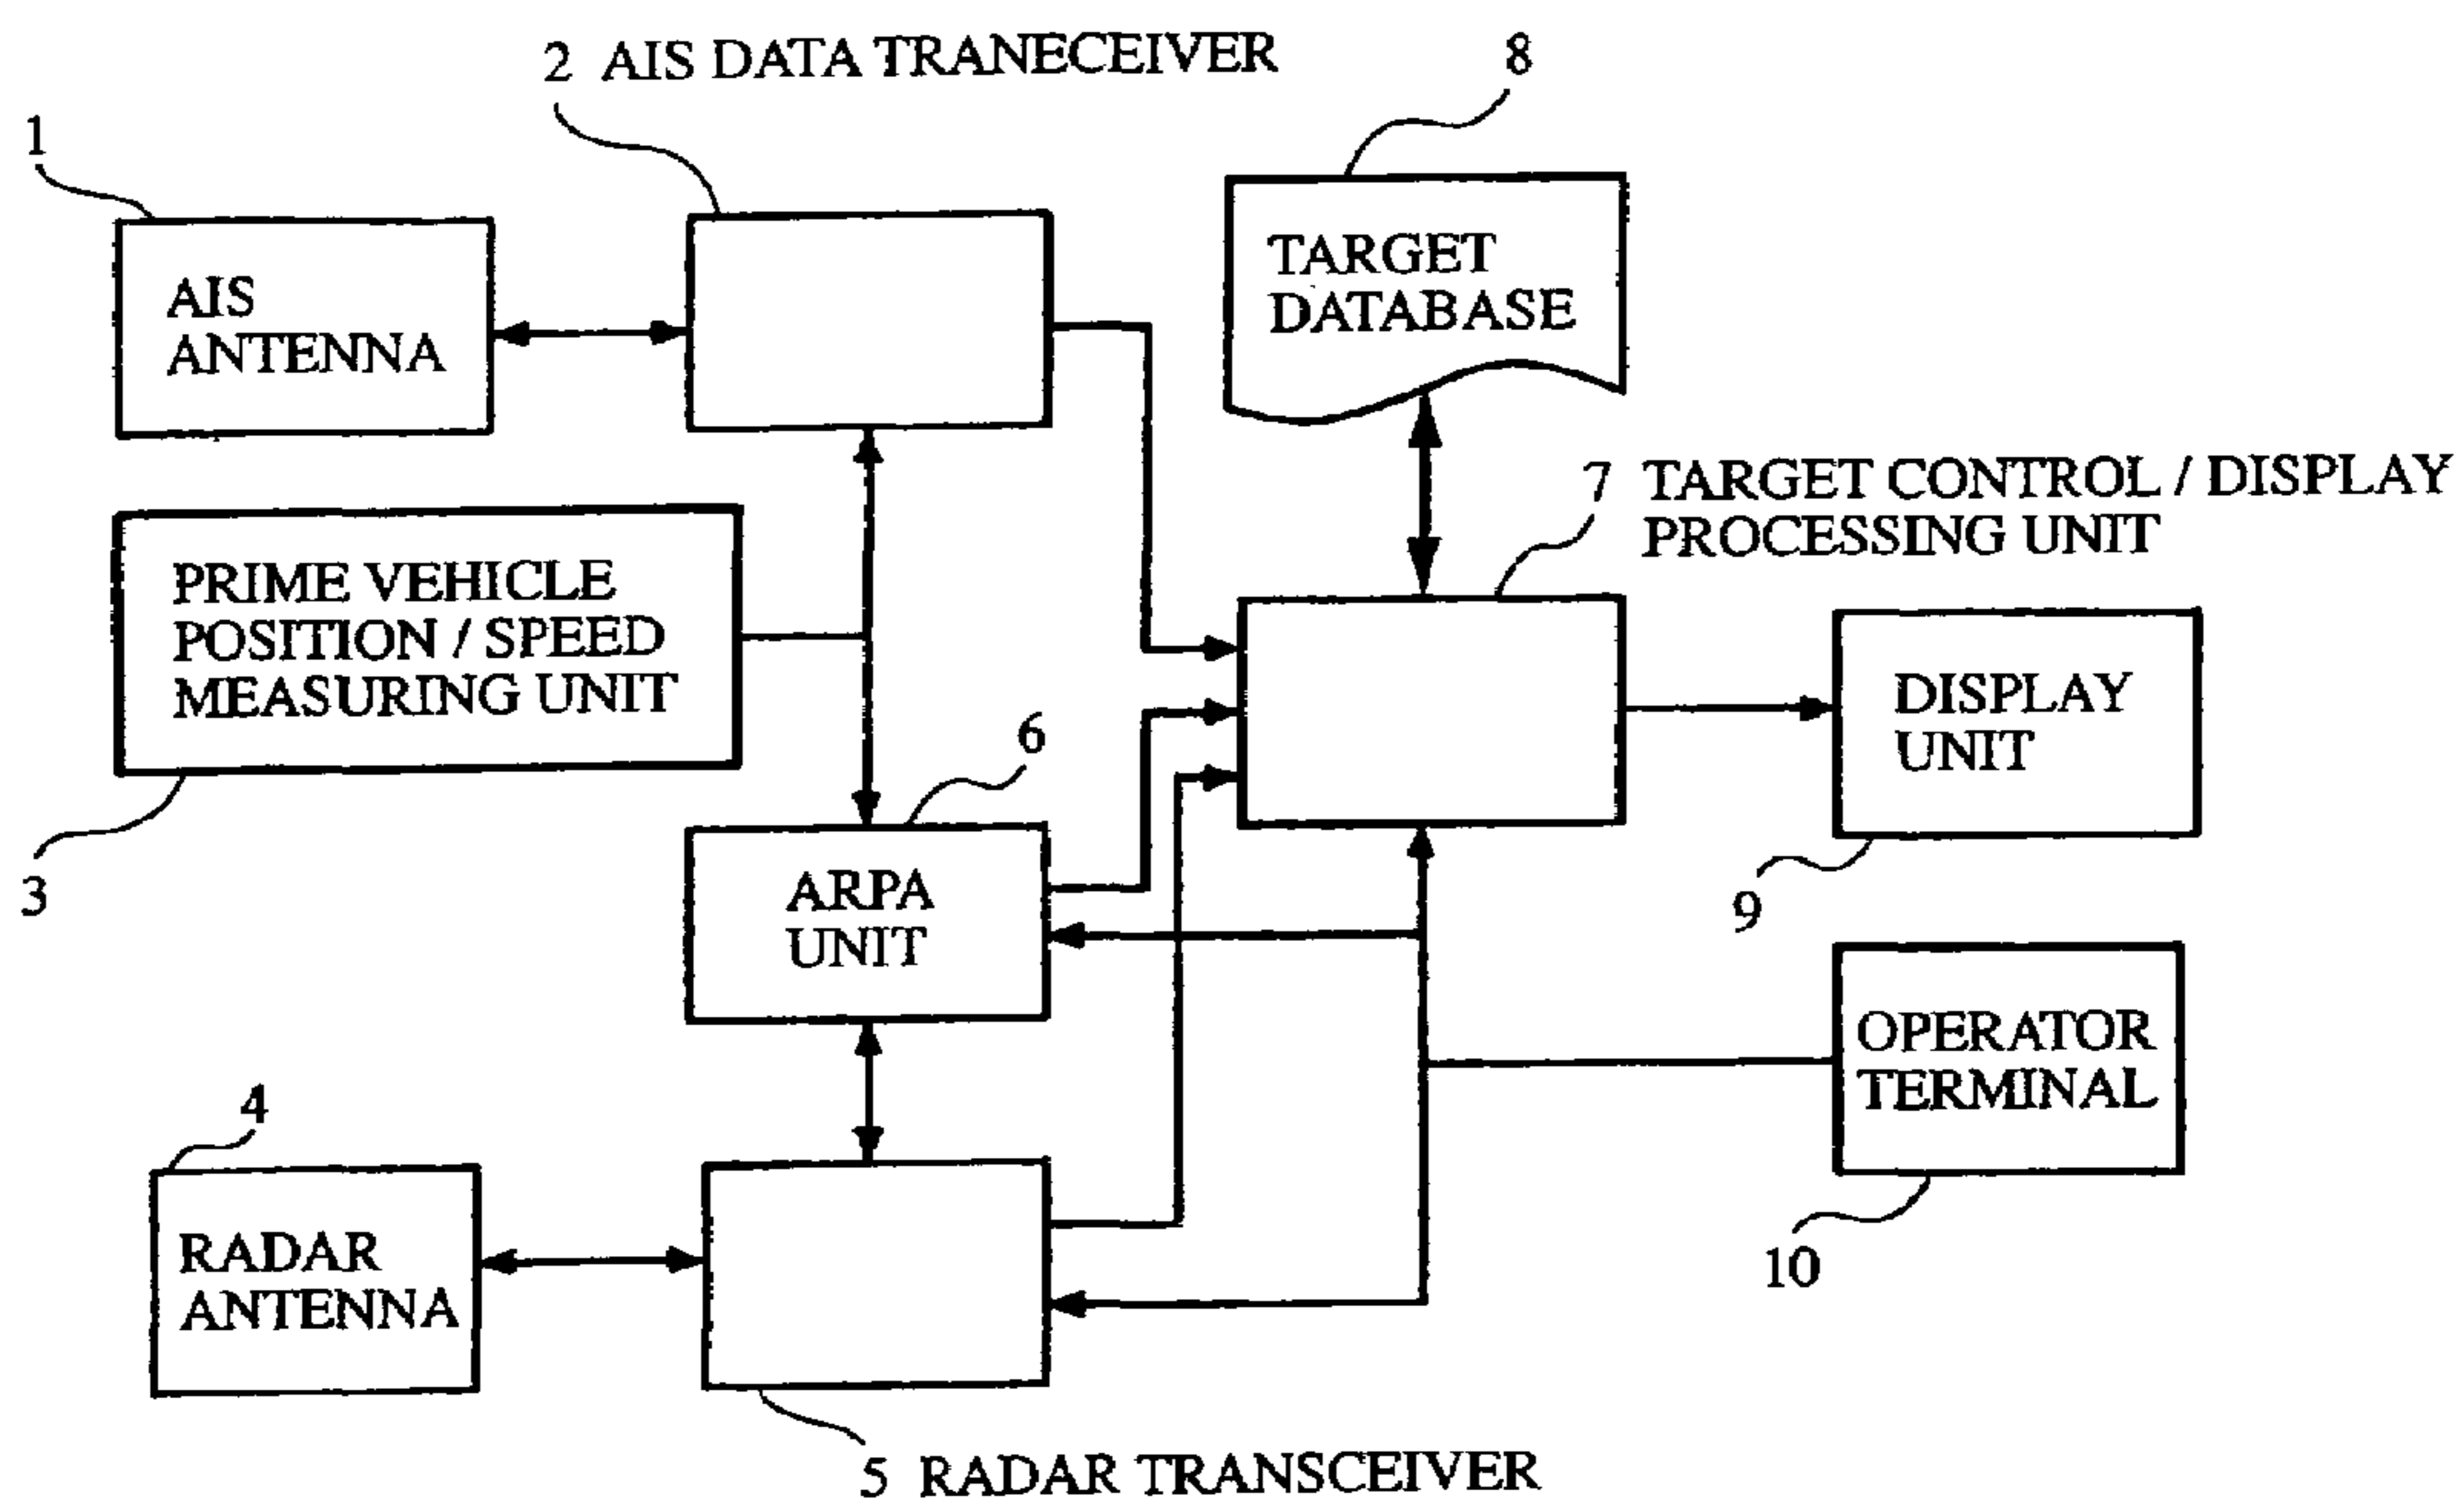 2 AIS DATA TRANECEIVER
8
1
AIS
ANTENNA
TARGET
DATABASE
7 TARGET CONTROL / DISPLAY
PROCESSING UNIT
PRIME VEHICLE
POSITION / SPEED
MEASURING UNIT
3
6
ARPA
UNIT
DISPLAY
UNIT
9
OPERATOR
TERMINAL
10
4
RADAR
ANTENNA
5 RADAR TRANSCEIVER